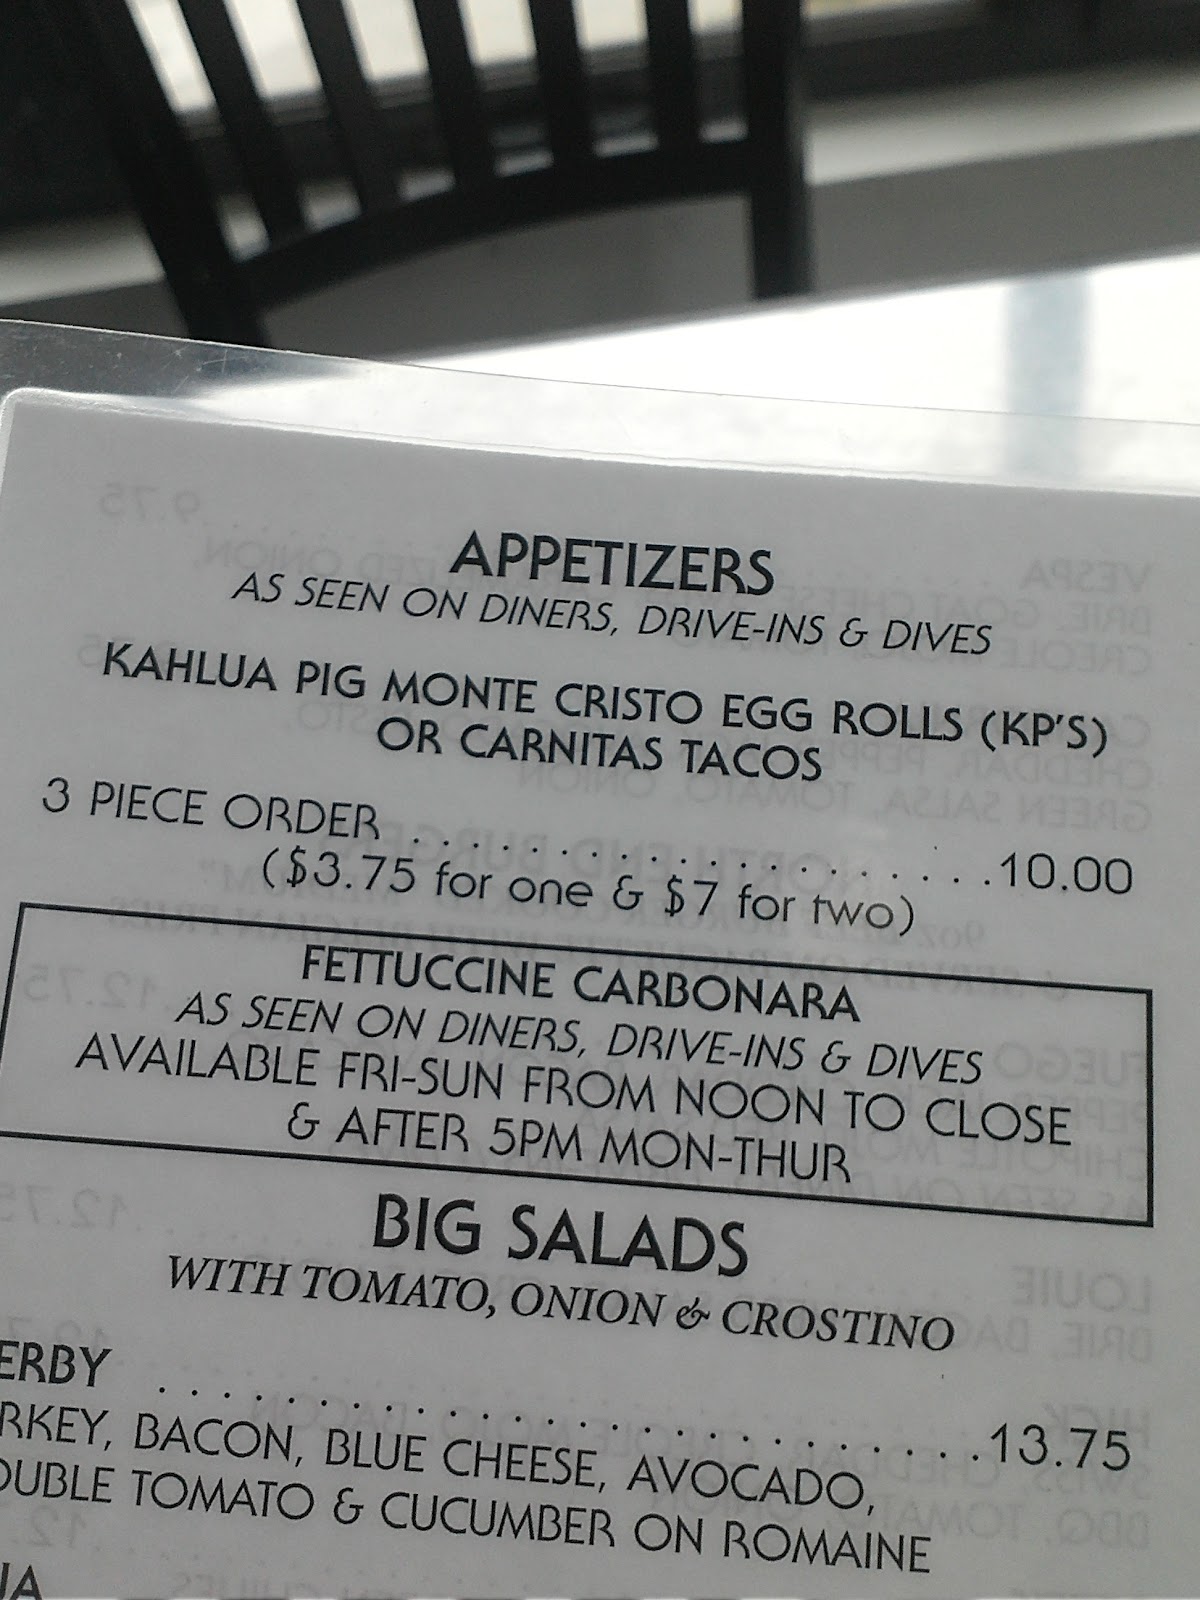 APPETIZERS
AS SEEN ON DINERS, DRIVE-INS & DIVES
KAHLUA PIG MONTE CRISTO EGG ROLLS (KP'S)
OR CARNITAS TACOS
3 PIECE ORDER . . . . . . . . . . . . . . . . . . . . 10.00
($3.75 for one & $7 for two)
FETTUCCINE CARBONARA
AS SEEN ON DINERS, DRIVE-INS & DIVES
AVAILABLE FRI-SUN FROM NOON TO CLOSE
& AFTER 5PM MON-THUR
BIG SALADS
WITH TOMATO, ONION & CROSTINO
ERBY . . . . . . . . . . . . . . . . . . . . . . . . . . 13.75
RKEY, BACON, BLUE CHEESE, AVOCADO,
OUBLE TOMATO & CUCUMBER ON ROMAINE